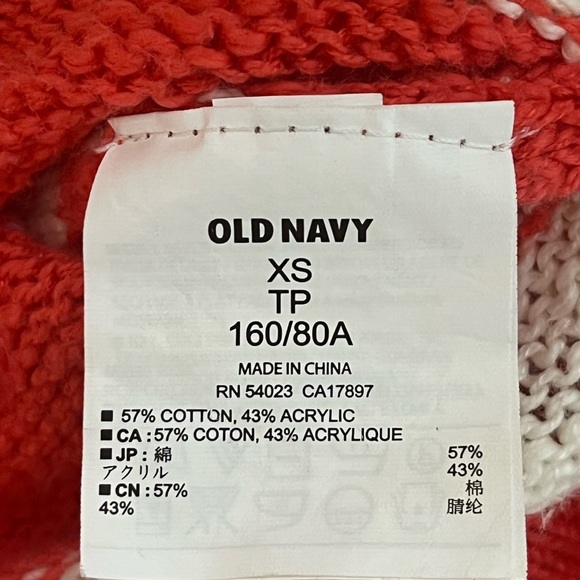 OLD NAVY
XS
TP
160/80A
MADE IN CHINA
RN 54023 CA17897
■ 57% COTTON, 43% ACRYLIC
■ CA : 57% COTON, 43% ACRYLIQUE
■ JP : 綿 57%
アクリル 43%
■ CN : 57% 棉
43% 腈纶